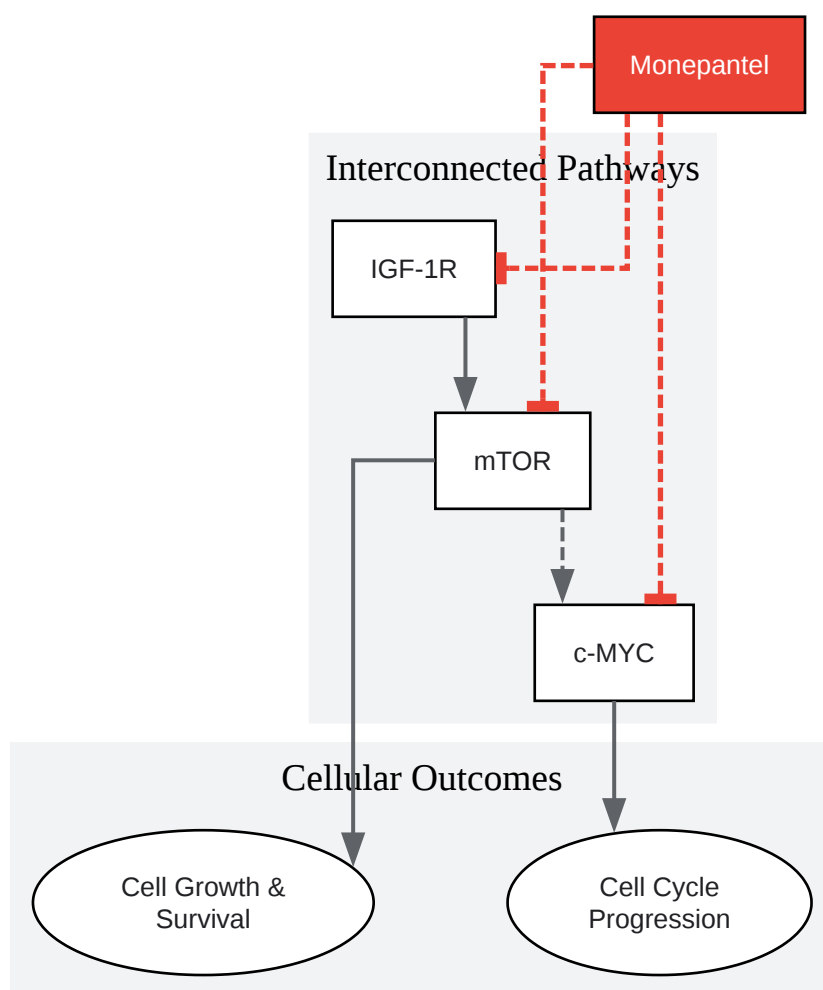 Monepantel
Interconnected Pathways
IGF-1R
mTOR
c-MYC
Cellular Outcomes
Cell Growth &
Survival
Cell Cycle
Progression